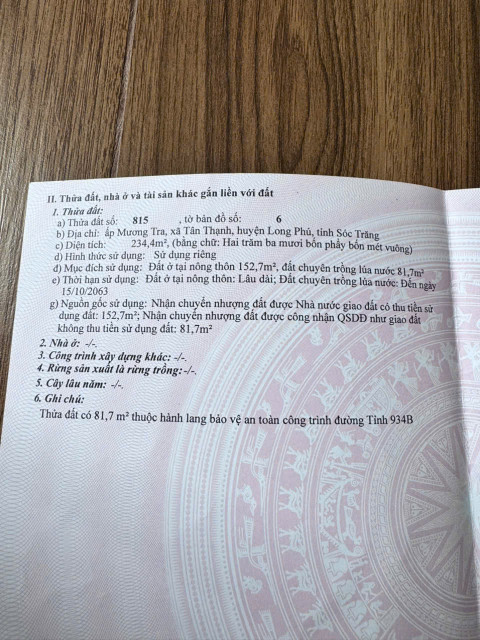 II. Thửa đất, nhà ở và tài sản khác gắn liền với đất
1. Thửa đất:
a) Thửa đất số: 815 , tờ bản đồ số: 6
b) Địa chỉ: ấp Mương Tra, xã Tân Thạnh, huyện Long Phú, tỉnh Sóc Trăng
c) Diện tích: 234,4m², (bằng chữ: Hai trăm ba mươi bốn phẩy bốn mét vuông)
d) Hình thức sử dụng: Sử dụng riêng
đ) Mục đích sử dụng: Đất ở tại nông thôn 152,7m², đất chuyên trồng lúa nước 81,7m²
e) Thời hạn sử dụng: Đất ở tại nông thôn: Lâu dài; Đất chuyên trồng lúa nước: Đến ngày
15/10/2063
g) Nguồn gốc sử dụng: Nhận chuyển nhượng đất được Nhà nước giao đất có thu tiền sử
dụng đất: 152,7m²; Nhận chuyển nhượng đất được công nhận QSDĐ như giao đất
không thu tiền sử dụng đất: 81,7m²
2. Nhà ở: -/-.
3. Công trình xây dựng khác: -/-.
4. Rừng sản xuất là rừng trồng: -/-.
5. Cây lâu năm: -/-.
6. Ghi chú:
Thửa đất có 81,7 m² thuộc hành lang bảo vệ an toàn công trình đường Tỉnh 934B